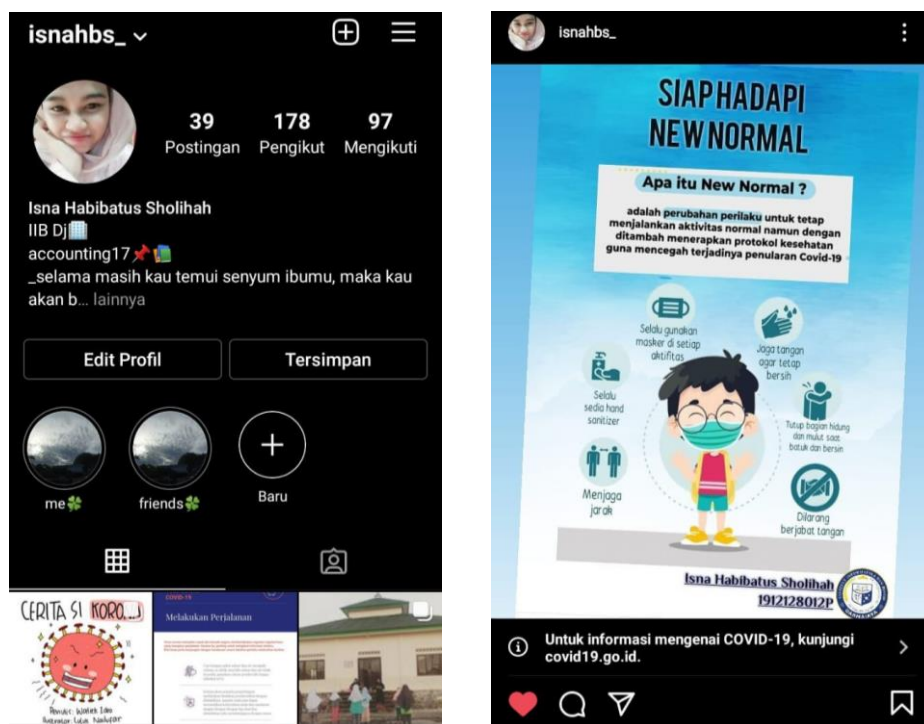 isnahbs_
39 178 97
Postingan Pengikut Mengikuti
Isna Habibatus Sholihah
IIB Dj
accounting17
_selama masih kau temui senyum ibumu, maka kau
akan b... lainnya
Edit Profil Tersimpan
me friends Baru
CERITA SI KORO...
COVID-19
Melakukan Perjalanan
isnahbs_
SIAP HADAPI
NEW NORMAL
Apa itu New Normal ?
adalah perubahan perilaku untuk tetap
menjalankan aktivitas normal namun dengan
ditambah menerapkan protokol kesehatan
guna mencegah terjadinya penularan Covid-19
Selalu gunakan
masker di setiap
aktifitas
Jaga tangan
agar tetap
bersih
Selalu
sedia hand
sanitizer
Tutup bagian hidung
dan mulut saat
batuk dan bersin
Menjaga
jarak
Dilarang
berjabat tangan
Isna Habibatus Sholihah
1912128012P
Untuk informasi mengenai COVID-19, kunjungi
covid19.go.id.